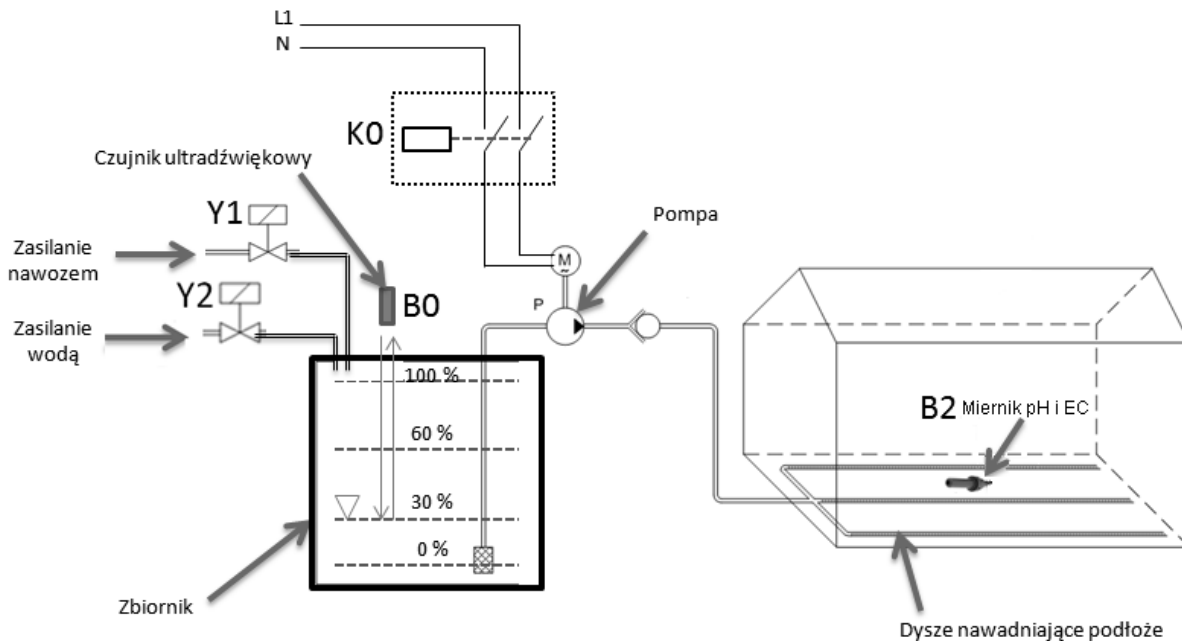 L1
N
K0
Czujnik ultradźwiękowy
Y1
Pompa
Zasilanie
nawozem
M
~
Y2
B0
P
Zasilanie
wodą
100 %
B2 Miernik pH i EC
60 %
30 %
0 %
Zbiornik
Dysze nawadniające podłoże